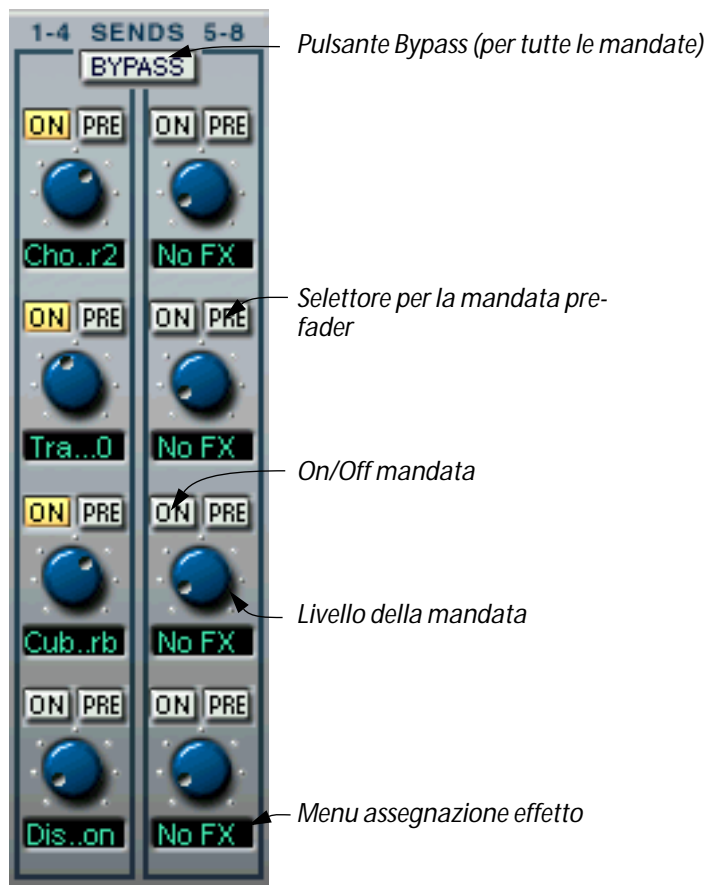 1-4 SENDS 5-8
BYPASS
Pulsante Bypass (per tutte le mandate)
ON PRE ON PRE
Cho..r2 No FX
Selettore per la mandata pre-
fader
ON PRE ON PRE
Tra...0 No FX
On/Off mandata
ON PRE ON PRE
Livello della mandata
Cub..rb No FX
ON PRE ON PRE
Menu assegnazione effetto
Dis..on No FX